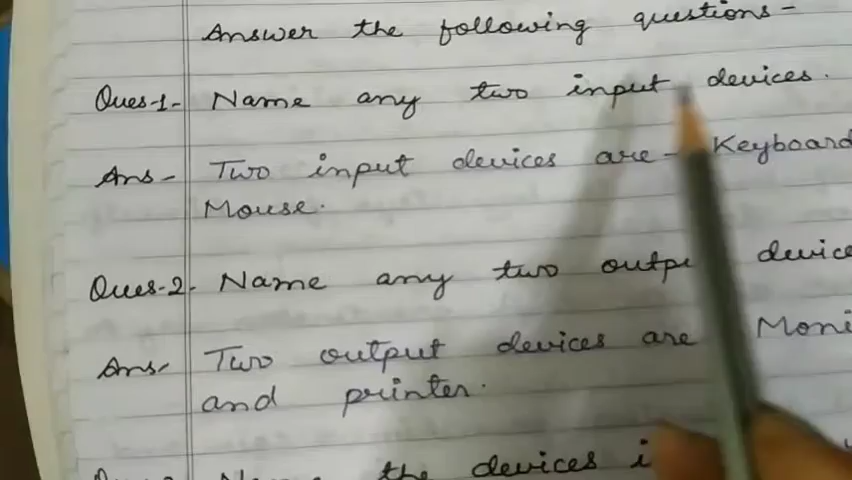 Answer the following questions-
Ques-1- Name any two input devices.
Ans- Two input devices are- Keyboard
Mouse.
Ques-2- Name any two devices
Ans- Two output devices are
and printer.
the devices